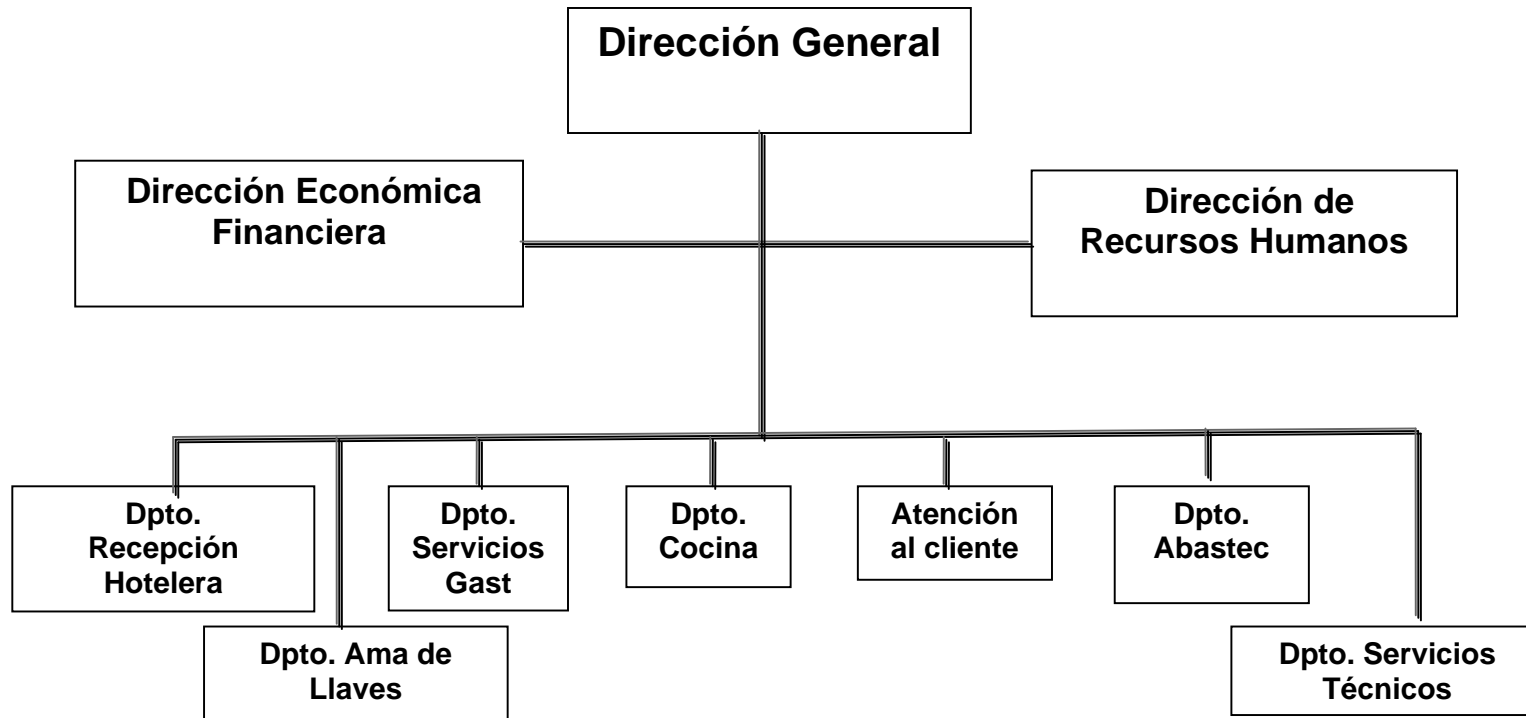 Dirección General
Dirección Económica
Financiera
Dirección de
Recursos Humanos
Dpto.
Recepción
Hotelera
Dpto.
Servicios
Gast
Dpto.
Cocina
Atención
al cliente
Dpto.
Abastec
Dpto. Ama de
Llaves
Dpto. Servicios
Técnicos